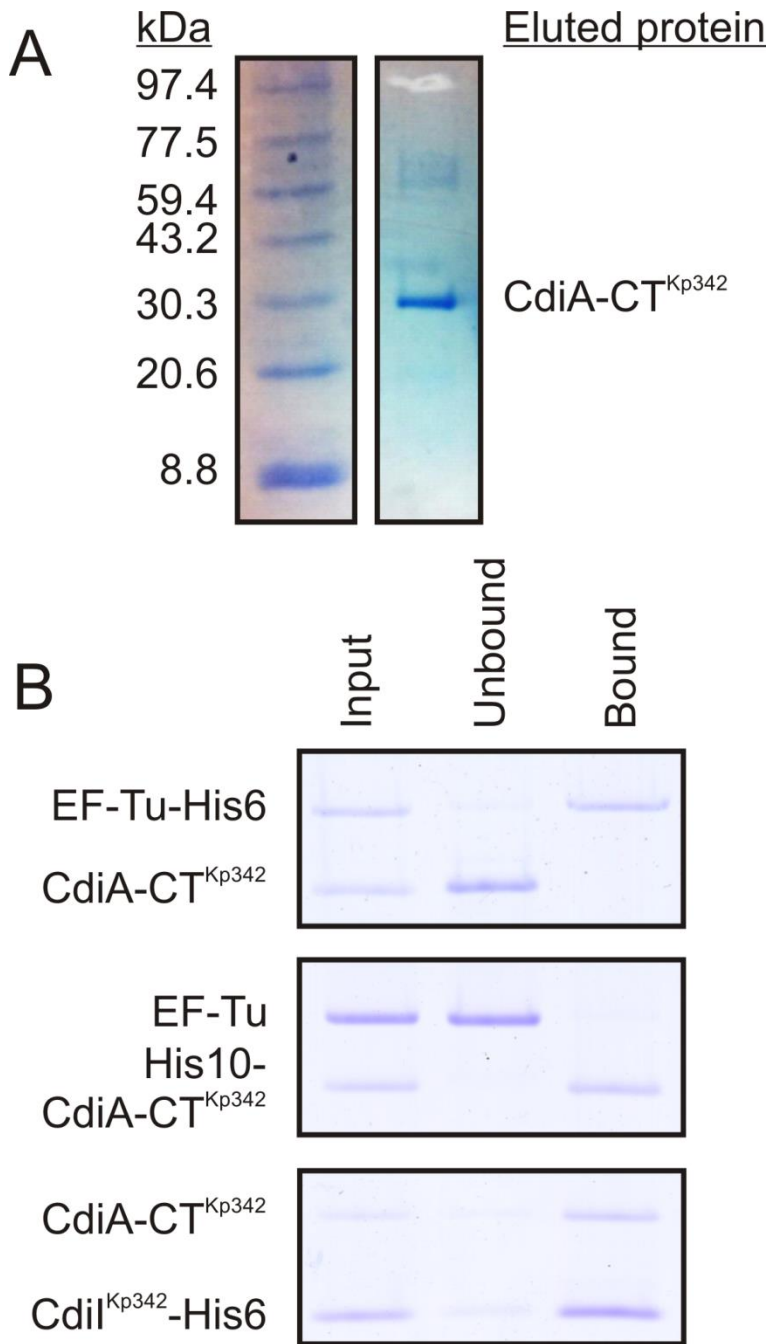 A
kDa
Eluted protein
97.4
77.5
59.4
43.2
30.3
CdiA-CT^Kp342
20.6
8.8
B
Input
Unbound
Bound
EF-Tu-His6
CdiA-CT^Kp342
EF-Tu
His10-
CdiA-CT^Kp342
CdiA-CT^Kp342
CdiI^Kp342-His6